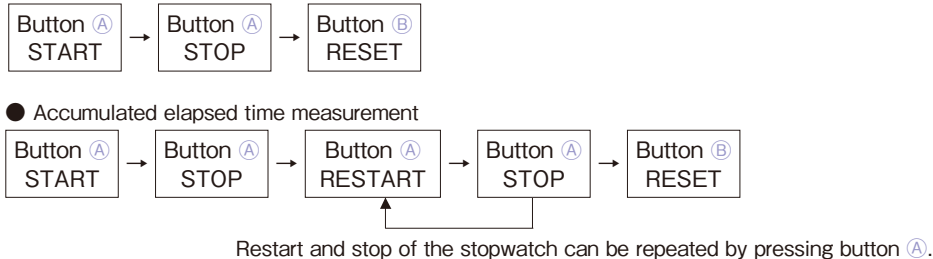 Button Ⓐ → Button Ⓐ → Button Ⓑ
START STOP RESET
● Accumulated elapsed time measurement
Button Ⓐ → Button Ⓐ → Button Ⓐ → Button Ⓐ → Button Ⓑ
START STOP RESTART STOP RESET
Restart and stop of the stopwatch can be repeated by pressing button Ⓐ.